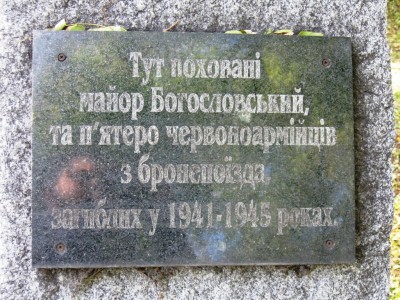 Тут поховані
майор Богословський,
та п'ятеро червоноармійців
з бронепоїзда
загиблих у 1941-1945 роках.